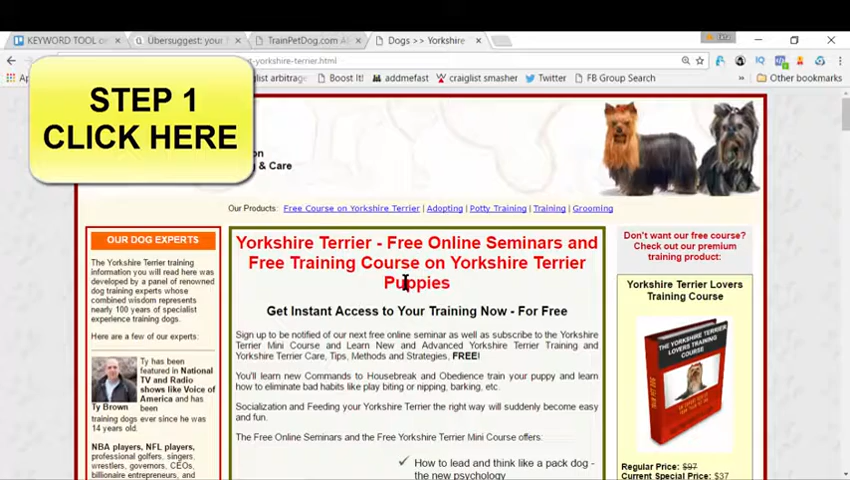 KEYWORD TOOL
Übersuggest: your
TrainPetDog.com
Dogs >> Yorkshire
-yorkshire-terrier.html
STEP 1
CLICK HERE
Boost It!
addmefast
craiglist smasher
Twitter
FB Group Search
»
Other bookmarks
& Care
Our Products: Free Course on Yorkshire Terrier | Adopting | Potty Training | Training | Grooming
OUR DOG EXPERTS
The Yorkshire Terrier training
information you will read here was
developed by a panel of renowned
dog training experts whose
combined wisdom represents
nearly 100 years of specialist
experience training dogs.
Here are a few of our experts:
Ty has been
featured in National
TV and Radio
shows like Voice of
America and has
been
Ty Brown
training dogs ever since he was
14 years old.
NBA players, NFL players,
professional golfers, singers,
wrestlers, governors, CEOs,
billionaire entrepreneurs,
Yorkshire Terrier - Free Online Seminars and
Free Training Course on Yorkshire Terrier
Puppies
Get Instant Access to Your Training Now - For Free
Sign up to be notified of our next free online seminar as well as subscribe to the Yorkshire
Terrier Mini Course and Learn New and Advanced Yorkshire Terrier Training and
Yorkshire Terrier Care, Tips, Methods and Strategies, FREE!
You'll learn new Commands to Housebreak and Obedience train your puppy and learn
how to eliminate bad habits like play biting or nipping, barking, etc.
Socialization and Feeding your Yorkshire Terrier the right way will suddenly become easy
and fun.
The Free Online Seminars and the Free Yorkshire Terrier Mini Course offers:
How to lead and think like a pack dog -
the new psychology
Don't want our free course?
Check out our premium
training product:
Yorkshire Terrier Lovers
Training Course
THE YORKSHIRE TERRIER
LOVERS TRAINING
COURSE
Regular Price: $97
Current Special Price: $37